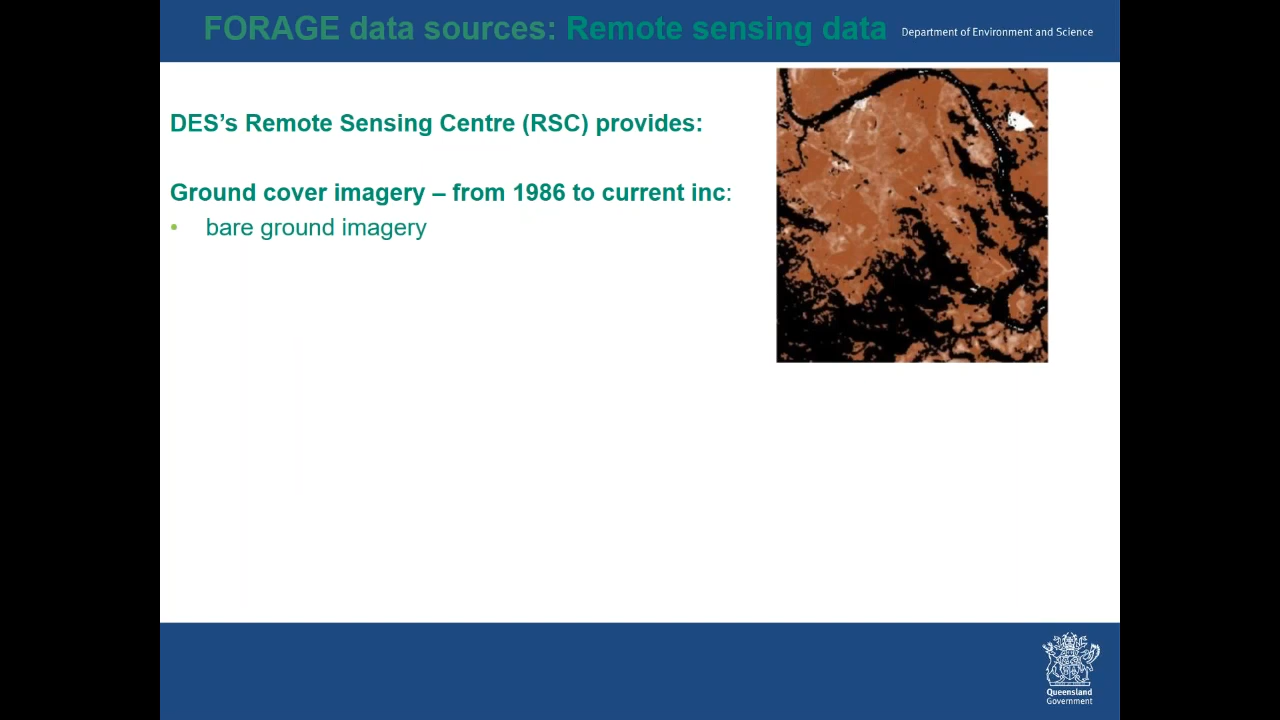 FORAGE data sources: Remote sensing data
Department of Environment and Science
DES’s Remote Sensing Centre (RSC) provides:
Ground cover imagery – from 1986 to current inc:
• bare ground imagery
Queensland
Government